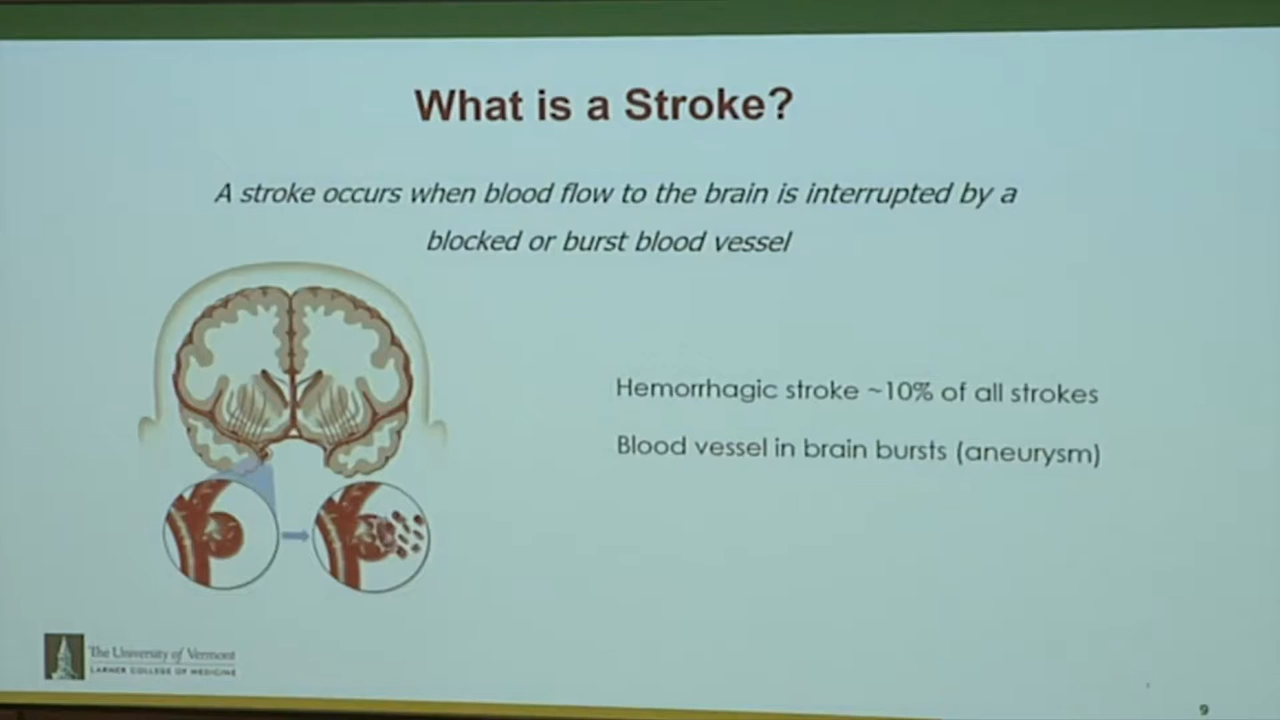 What is a Stroke?
A stroke occurs when blood flow to the brain is interrupted by a
blocked or burst blood vessel
Hemorrhagic stroke ~10% of all strokes
Blood vessel in brain bursts (aneurysm)
The University of Vermont
LARNER COLLEGE OF MEDICINE
9